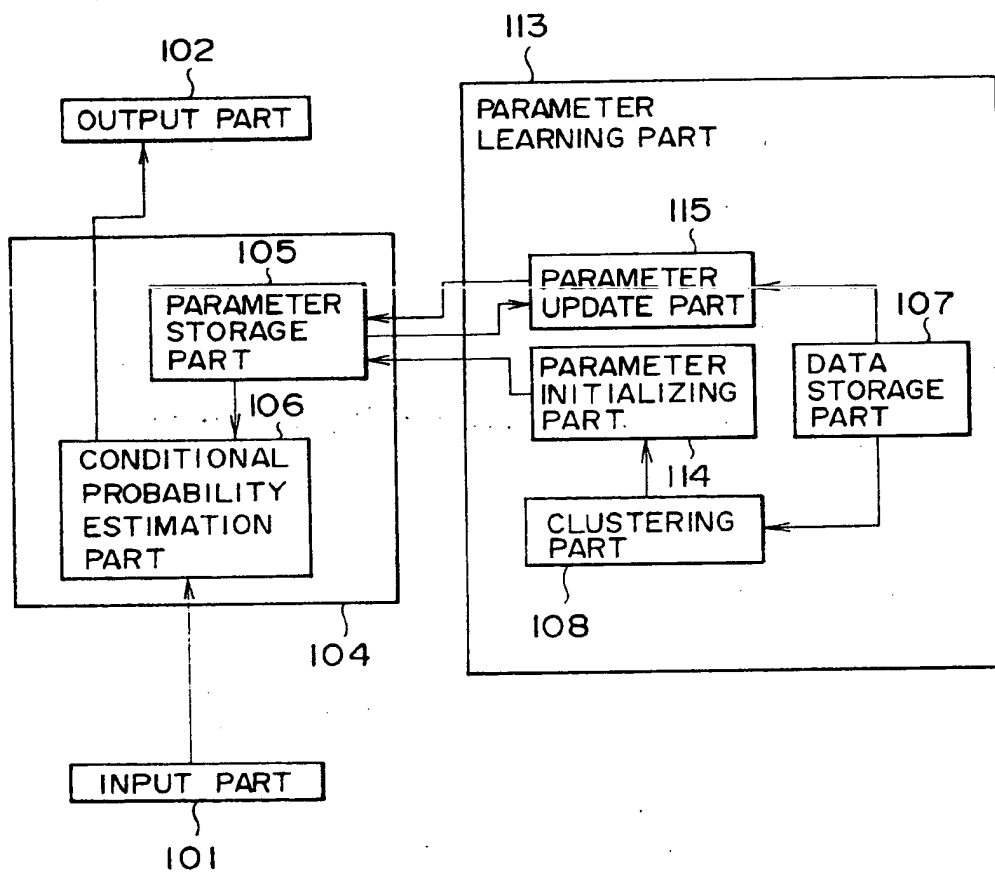 102
OUTPUT PART
113
PARAMETER
LEARNING PART
105
PARAMETER
STORAGE
PART
115
PARAMETER
UPDATE PART
107
DATA
STORAGE
PART
PARAMETER
INITIALIZING
PART
114
106
CONDITIONAL
PROBABILITY
ESTIMATION
PART
CLUSTERING
PART
108
104
INPUT PART
101